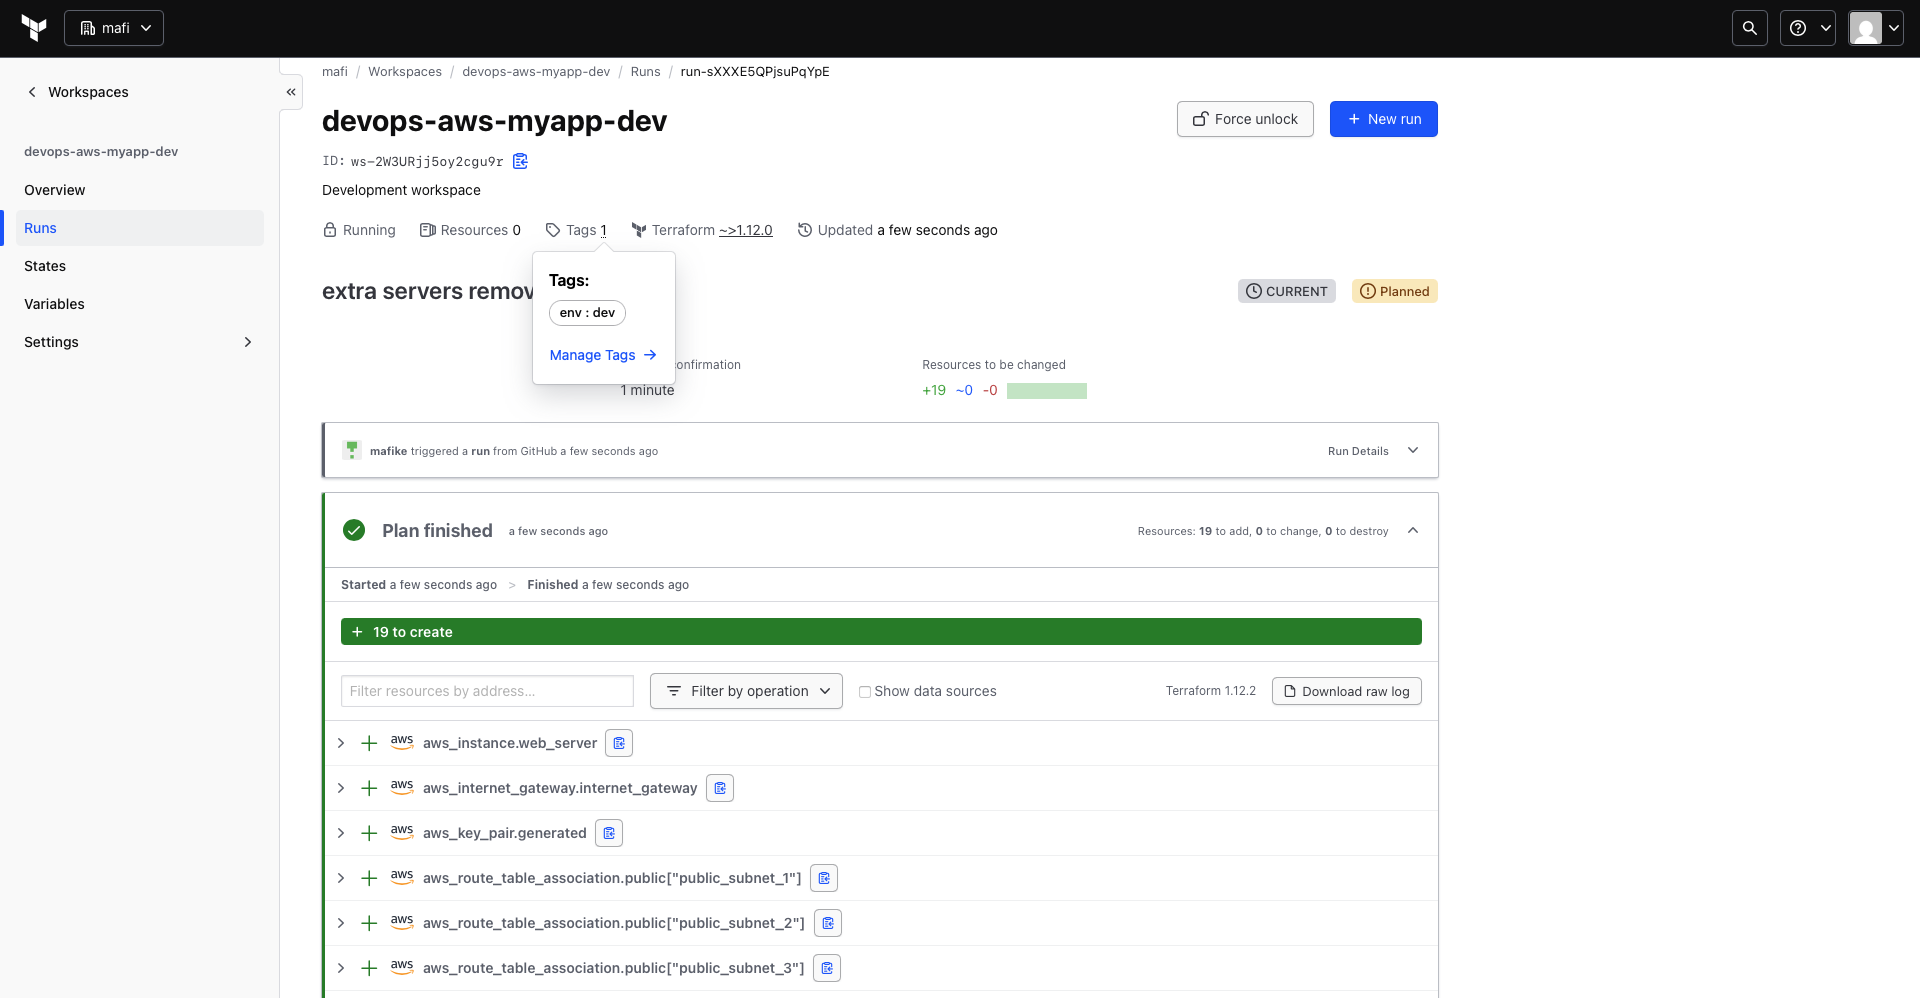 mafi
Workspaces
devops-aws-myapp-dev
Overview
Runs
States
Variables
Settings
mafi / Workspaces / devops-aws-myapp-dev / Runs / run-sXXXE5QPjsuPqYpE
devops-aws-myapp-dev
Force unlock
New run
ID: ws-2W3URjj5oy2cgu9r
Development workspace
Running Resources 0 Tags 1 Terraform ~>1.12.0 Updated a few seconds ago
Tags:
env : dev
Manage Tags
extra servers
CURRENT
Planned
Resources to be changed
1 minute
+19 ~0 -0
mafike triggered a run from GitHub a few seconds ago
Run Details
Plan finished a few seconds ago
Resources: 19 to add, 0 to change, 0 to destroy
Started a few seconds ago > Finished a few seconds ago
+ 19 to create
Filter resources by address...
Filter by operation
Show data sources
Terraform 1.12.2
Download raw log
aws aws_instance.web_server
aws aws_internet_gateway.internet_gateway
aws aws_key_pair.generated
aws aws_route_table_association.public["public_subnet_1"]
aws aws_route_table_association.public["public_subnet_2"]
aws aws_route_table_association.public["public_subnet_3"]